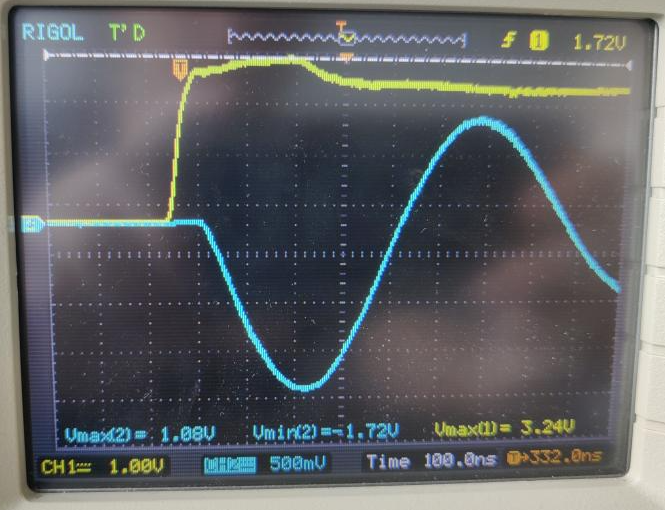 RIGOL T'D 1 1.72V
T
T
Vmax(2)= 1.08V Vmin(2)=-1.72V Vmax(1)= 3.24V
CH1 1.00V 500mV Time 100.0ns T→332.0ns